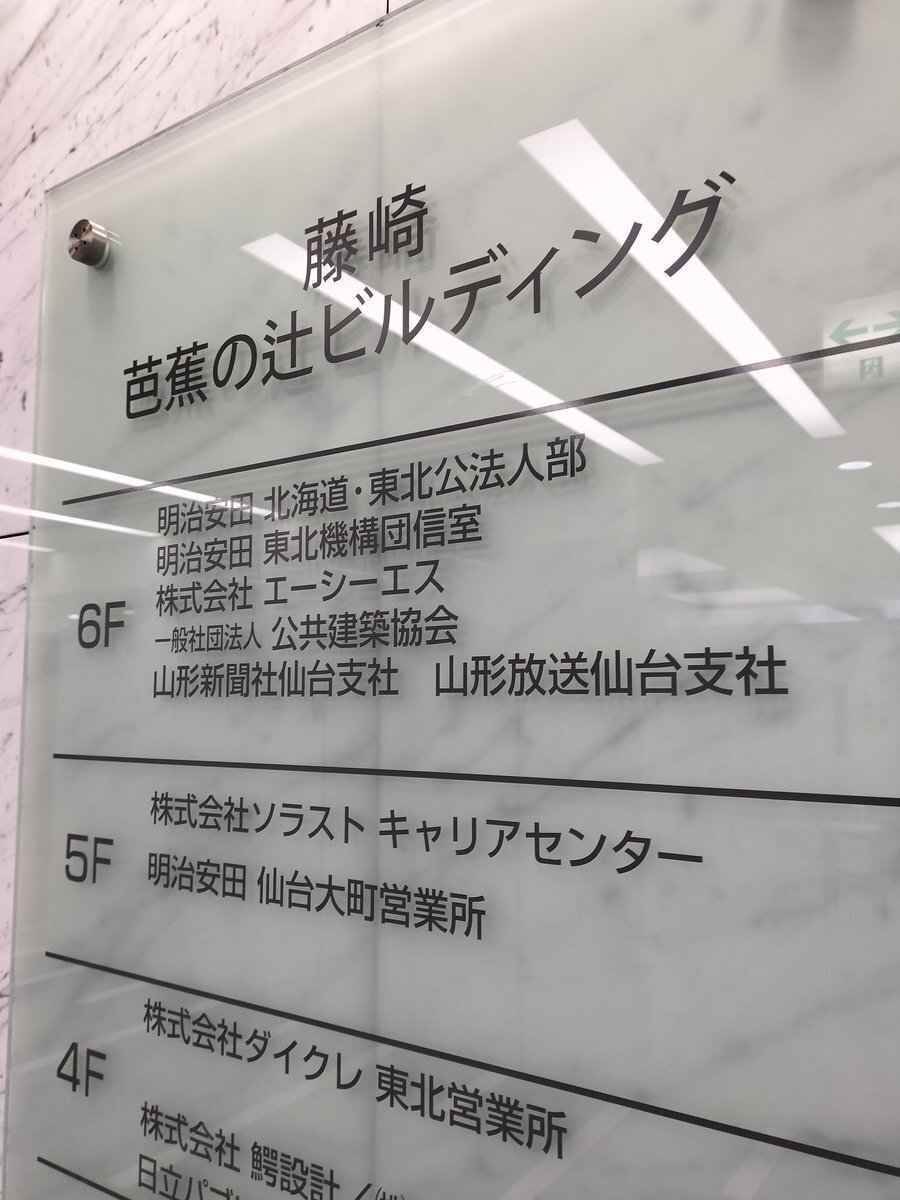 藤崎
芭蕉の辻ビルディング
6F
明治安田 北海道・東北公法人部
明治安田 東北機構団信室
株式会社 エーシーエス
一般社団法人 公共建築協会
山形新聞社仙台支社 山形放送仙台支社
5F
株式会社ソラスト キャリアセンター
明治安田 仙台大町営業所
4F
株式会社ダイクレ 東北営業所
株式会社 鰐設計 /㈱
日立パブ